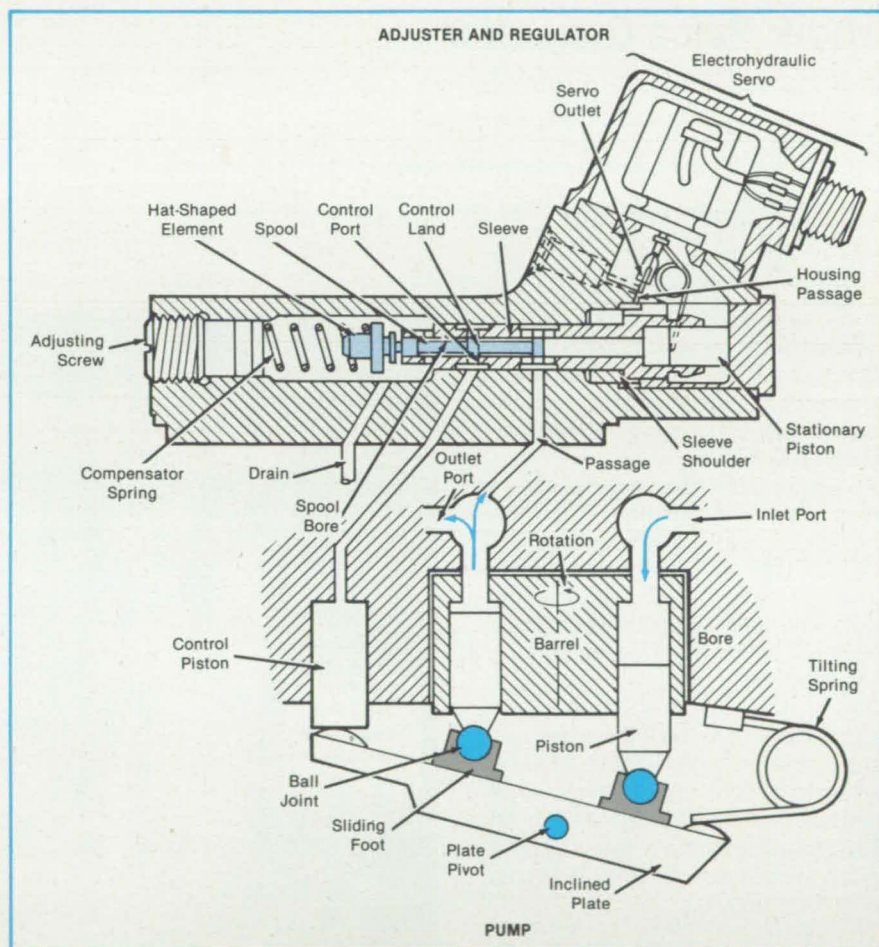 ADJUSTER AND REGULATOR
Electrohydraulic
Servo
Servo
Outlet
Hat-Shaped
Element
Spool
Control
Port
Control
Land
Sleeve
Housing
Passage
Adjusting
Screw
Stationary
Piston
Sleeve
Shoulder
Compensator
Spring
Drain
Spool
Bore
Outlet
Port
Passage
Inlet Port
Rotation
Control
Piston
Barrel
Bore
Tilting
Spring
Piston
Ball
Joint
Sliding
Foot
Plate
Pivot
Inclined
Plate
PUMP